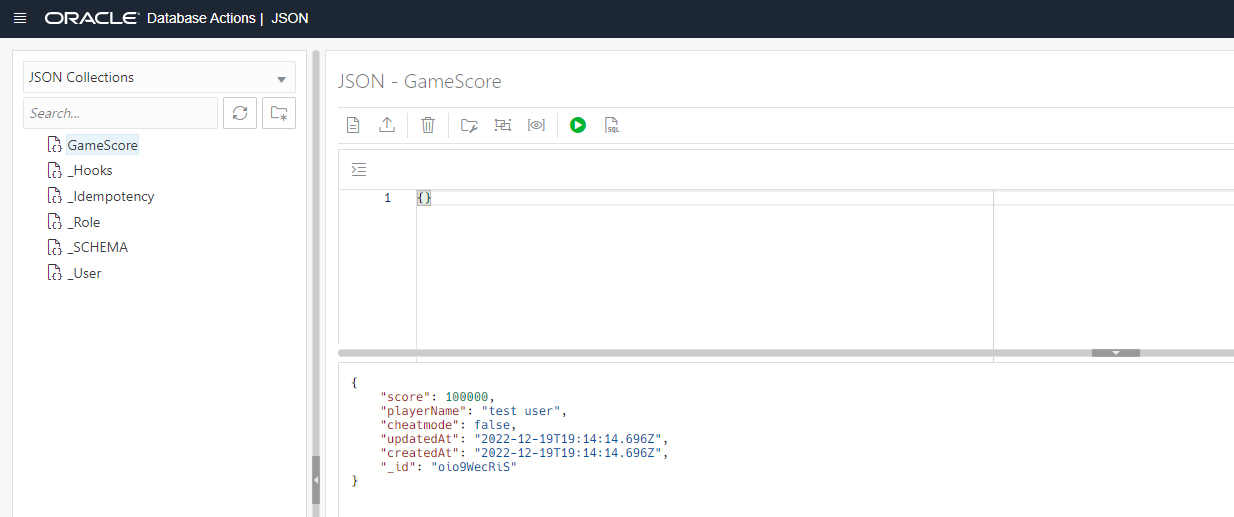 ORACLE Database Actions | JSON
JSON Collections
Search...
GameScore
_Hooks
_Idempotency
_Role
_SCHEMA
_User
JSON - GameScore
SQL
1 {}
{
"score": 100000,
"playerName": "test user",
"cheatmode": false,
"updatedAt": "2022-12-19T19:14:14.696Z",
"createdAt": "2022-12-19T19:14:14.696Z",
"_id": "oio9WecRiS"
}